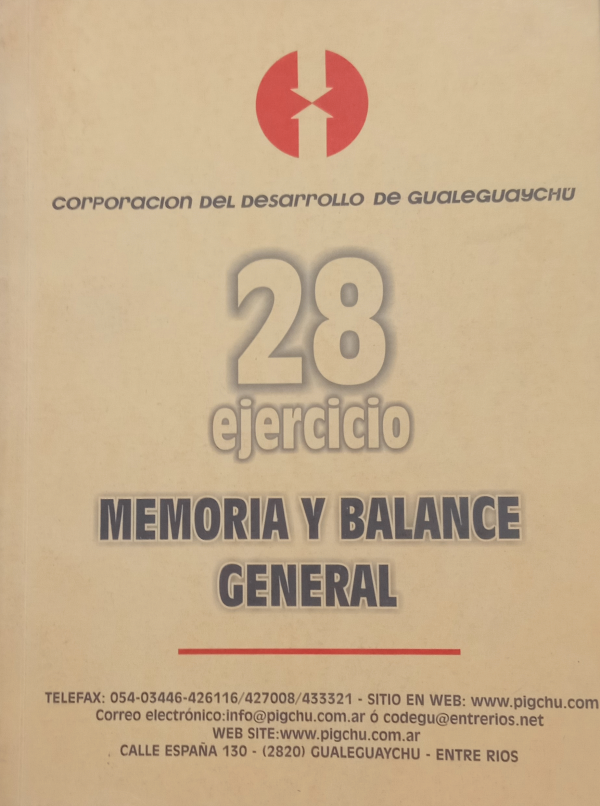 CORPORACION DEL DESARROLLO DE GUALEGUAYCHÚ
28
ejercicio
MEMORIA Y BALANCE
GENERAL
TELEFAX: 054-03446-426116/427008/433321 - SITIO EN WEB: www.pigchu.com
Correo electrónico:info@pigchu.com.ar ó codegu@entrerios.net
WEB SITE:www.pigchu.com.ar
CALLE ESPAÑA 130 - (2820) GUALEGUAYCHU - ENTRE RIOS